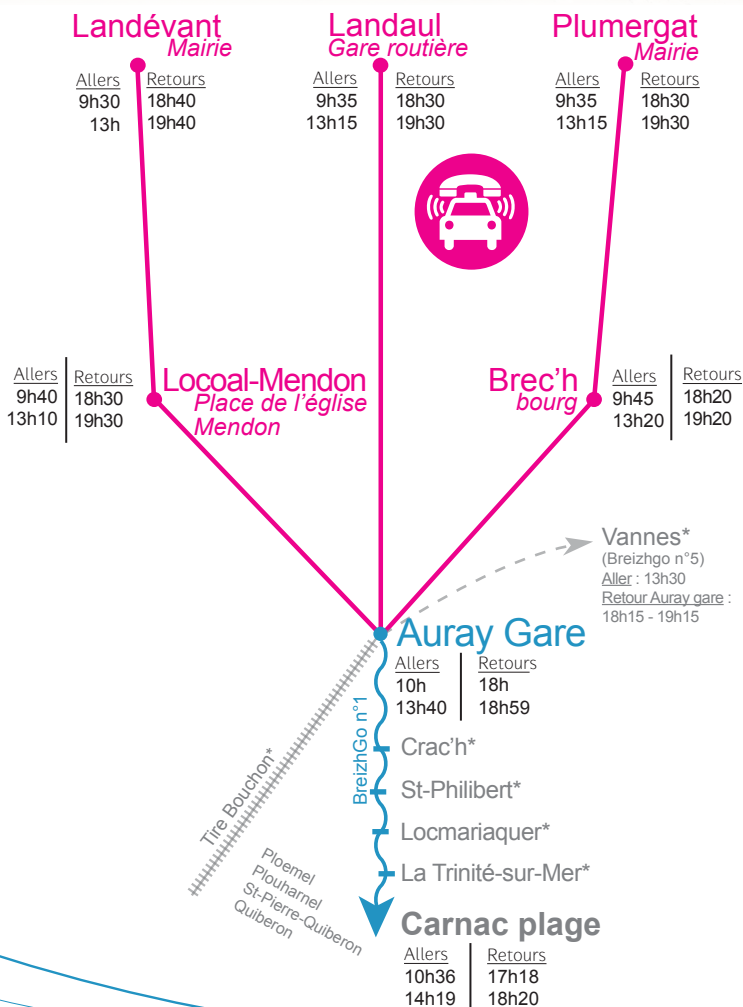 Landévant
Mairie
Allers Retours
9h30 18h40
13h 19h40
Landaul
Gare routière
Allers Retours
9h35 18h30
13h15 19h30
Plumergat
Mairie
Allers Retours
9h35 18h30
13h15 19h30
Allers Retours
9h40 18h30
13h10 19h30
Locoal-Mendon
Place de l'église
Mendon
Brec'h
bourg
Allers Retours
9h45 18h20
13h20 19h20
Vannes*
(Breizhgo n°5)
Aller : 13h30
Retour Auray gare :
18h15 - 19h15
Auray Gare
Allers Retours
10h 18h
13h40 18h59
BreizhGo n°1
Crac'h*
St-Philibert*
Locmariaquer*
La Trinité-sur-Mer*
Tire Bouchon*
Ploemel
Plouharnel
St-Pierre-Quiberon
Quiberon
Carnac plage
Allers Retours
10h36 17h18
14h19 18h20